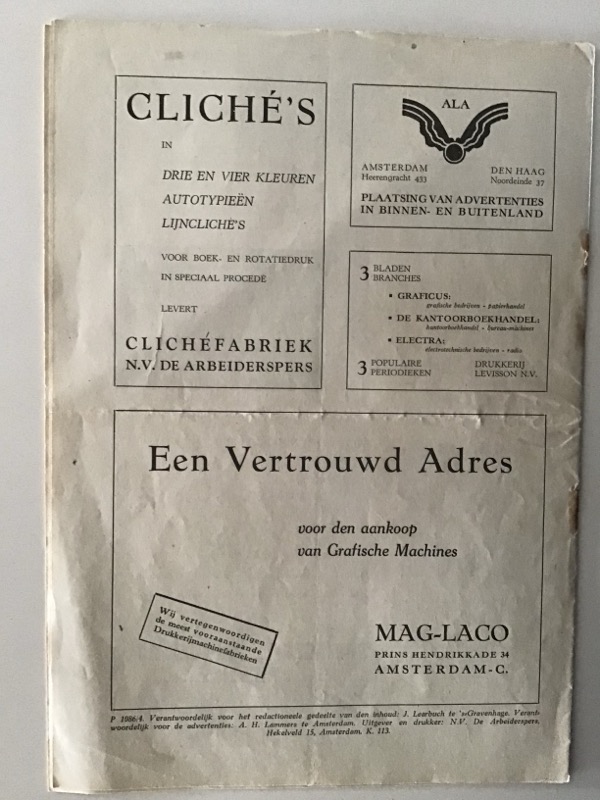 CLICHÉ'S
IN
DRIE EN VIER KLEUREN
AUTOTYPIEËN
LIJNCLICHÉ'S
VOOR BOEK- EN ROTATIEDRUK
IN SPECIAAL PROCEDÉ
LEVERT
CLICHÉFABRIEK
N.V. DE ARBEIDERSPERS
ALA
AMSTERDAM
Heerengracht 433
DEN HAAG
Noordeinde 37
PLAATSING VAN ADVERTENTIES
IN BINNEN- EN BUITENLAND
3 BLADEN
BRANCHES
• GRAFICUS:
grafische bedrijven - papierhandel
• DE KANTOORBOEKHANDEL:
kantoorboekhandel - bureau-machines
• ELECTRA:
electrotechnische bedrijven - radio
3 POPULAIRE
PERIODIEKEN
DRUKKERIJ
LEVISSON N.V.
Een Vertrouwd Adres
voor den aankoop
van Grafische Machines
Wij vertegenwoordigen
de meest vooraanstaande
Drukkerijmachinefabrieken
MAG-LACO
PRINS HENDRIKKADE 34
AMSTERDAM-C.
P 1086/4. Verantwoordelijk voor het redactioneele gedeelte van den inhoud: J. Leerbuch te 's-Gravenhage. Verant-
woordelijk voor de advertenties: A. H. Lammers te Amsterdam. Uitgever en drukker: N.V. De Arbeiderspers,
Hekelveld 15, Amsterdam. K. 113.